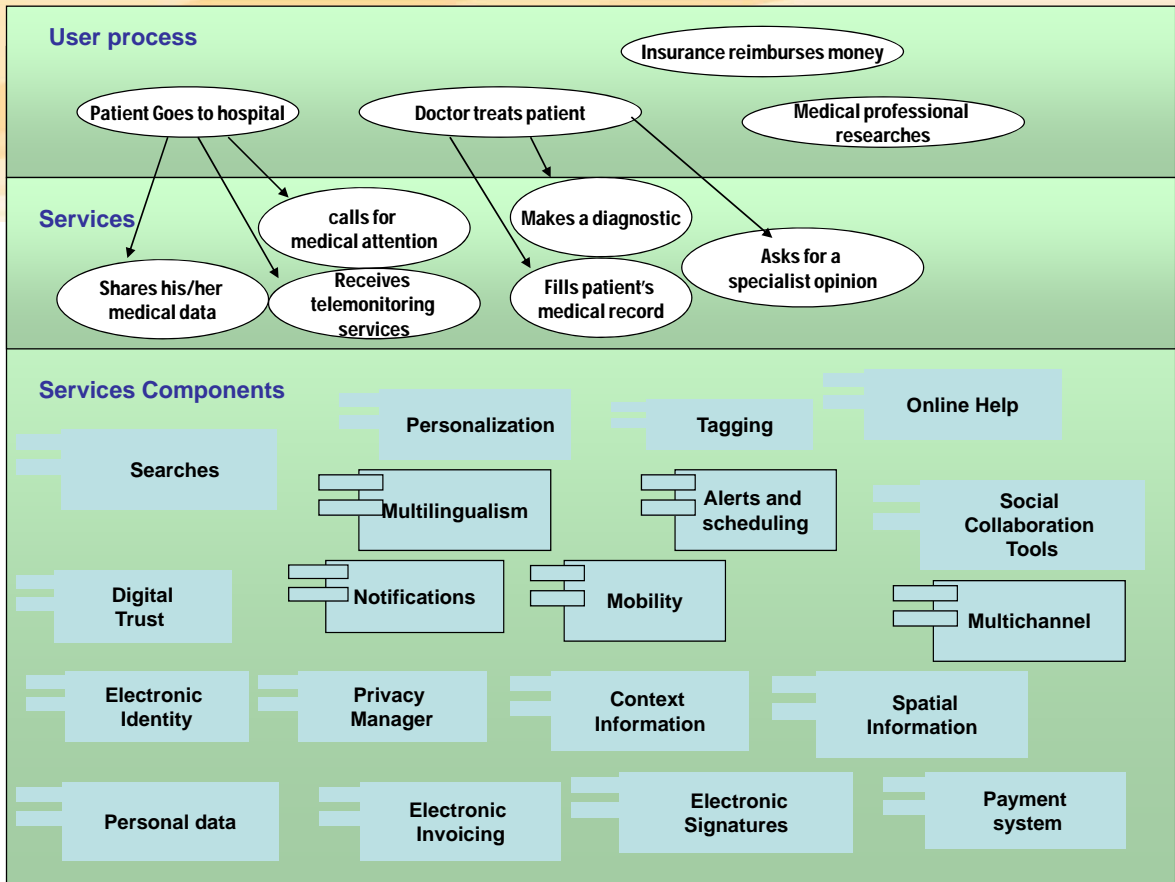 User process
Insurance reimburses money
Patient Goes to hospital
Doctor treats patient
Medical professional
researches
Services
calls for
medical attention
Makes a diagnostic
Asks for a
specialist opinion
Shares his/her
medical data
Receives
telemonitoring
services
Fills patient's
medical record
Services Components
Personalization
Tagging
Online Help
Searches
Multilingualism
Alerts and
scheduling
Social
Collaboration
Tools
Digital
Trust
Notifications
Mobility
Multichannel
Electronic
Identity
Privacy
Manager
Context
Information
Spatial
Information
Personal data
Electronic
Invoicing
Electronic
Signatures
Payment
system